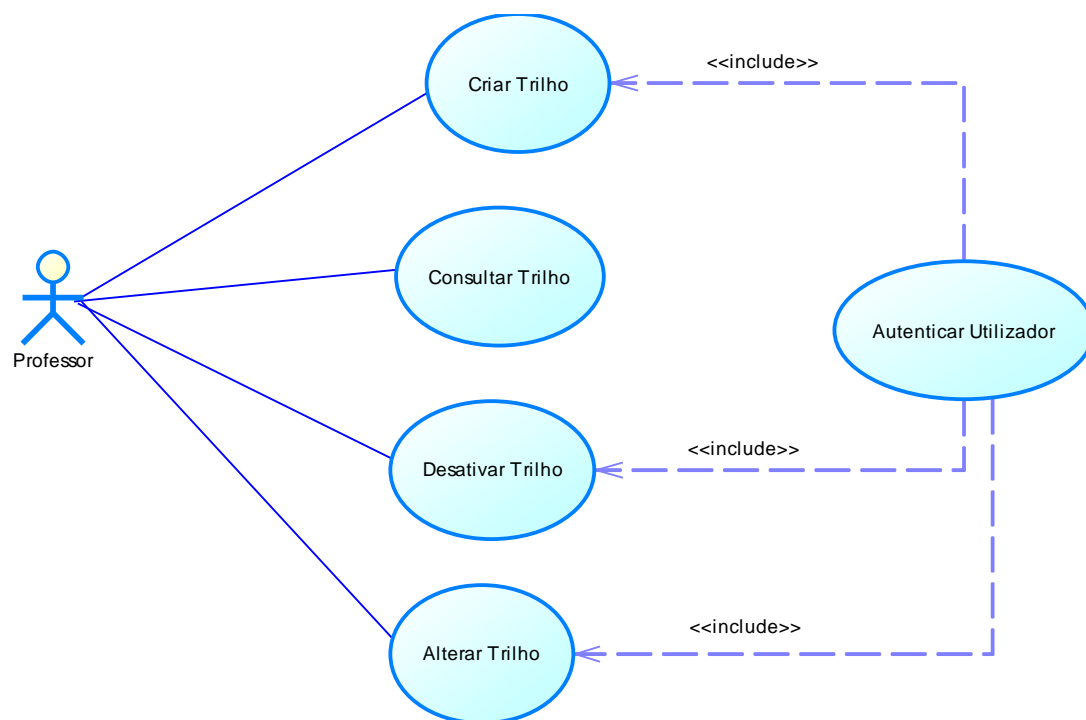 Criar Trilho
<<include>>
Consultar Trilho
Autenticar Utilizador
Professor
Desativar Trilho
<<include>>
Alterar Trilho
<<include>>